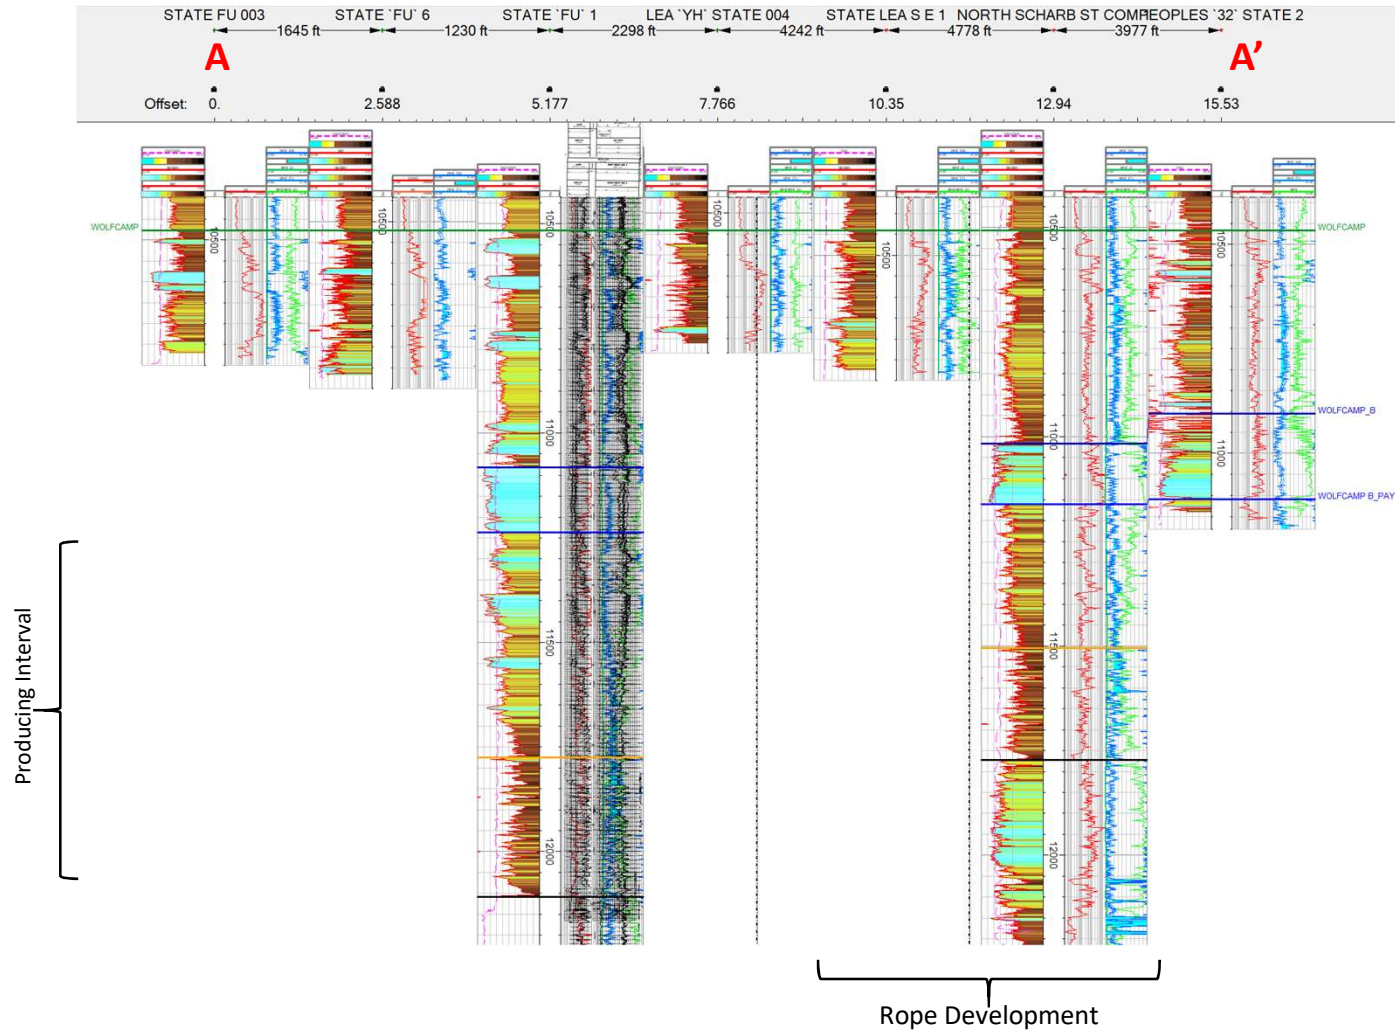 STATE FU 003 STATE `FU` 6 STATE `FU` 1 LEA `YH` STATE 004 STATE LEA S E 1 NORTH SCHARB ST COMP PEOPLES `32` STATE 2
1645 ft 1230 ft 2298 ft 4242 ft 4778 ft 3977 ft
A A’
Offset: 0. 2.588 5.177 7.766 10.35 12.94 15.53
WOLFCAMP WOLFCAMP
10500 10500 10500 10500 10500 10500 10500
WOLFCAMP_B
11000 11000 11000
WOLFCAMP B_PAY
11500 11500
Producing Interval
12000 12000
Rope Development